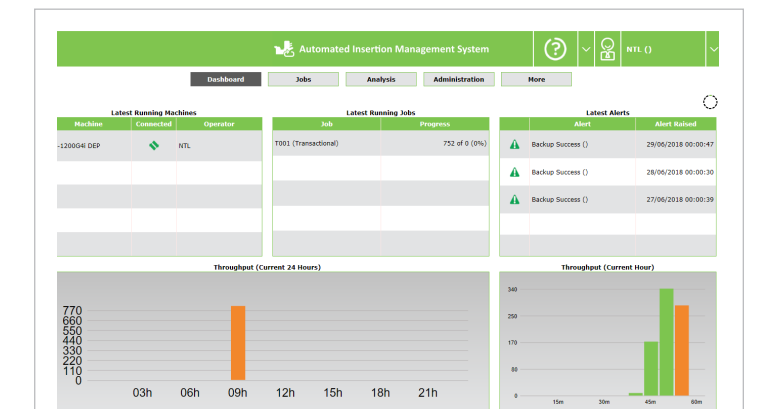 Automated Insertion Management System
NTL ()
Dashboard Jobs Analysis Administration More
Latest Running Machines
Machine Connected Operator
-1200G4i DEP NTL
Latest Running Jobs
Job Progress
T001 (Transactional) 752 of 0 (0%)
Latest Alerts
Alert Alert Raised
Backup Success () 29/06/2018 00:00:47
Backup Success () 28/06/2018 00:00:30
Backup Success () 27/06/2018 00:00:39
Throughput (Current 24 Hours)
770
660
550
440
330
220
110
0
03h 06h 09h 12h 15h 18h 21h
Throughput (Current Hour)
340
250
170
80
0
15m 30m 45m 60m